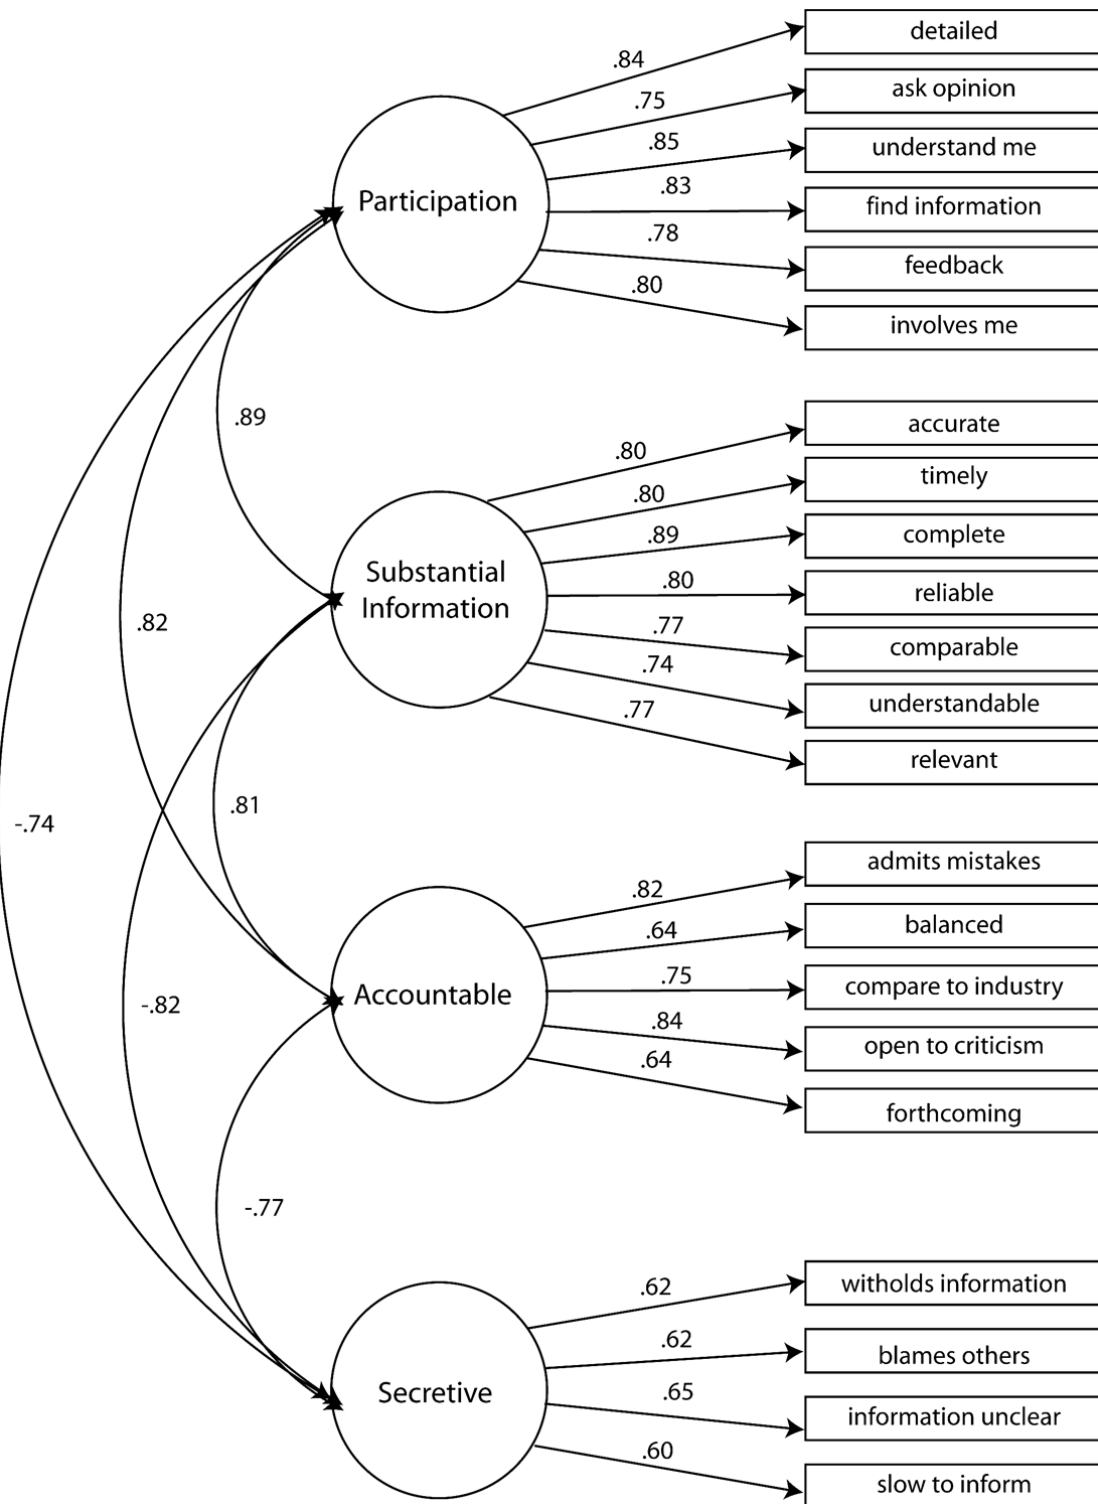 detailed
.84
ask opinion
.75
understand me
.85
Participation
.83
find information
.78
feedback
.80
involves me
.89
accurate
.80
timely
.80
complete
.89
Substantial
Information
.80
reliable
.77
comparable
.74
understandable
.77
relevant
.82
.81
-.74
admits mistakes
.82
balanced
.64
compare to industry
.75
Accountable
.84
open to criticism
.64
forthcoming
-.82
-.77
witholds information
.62
blames others
.62
Secretive
.65
information unclear
.60
slow to inform